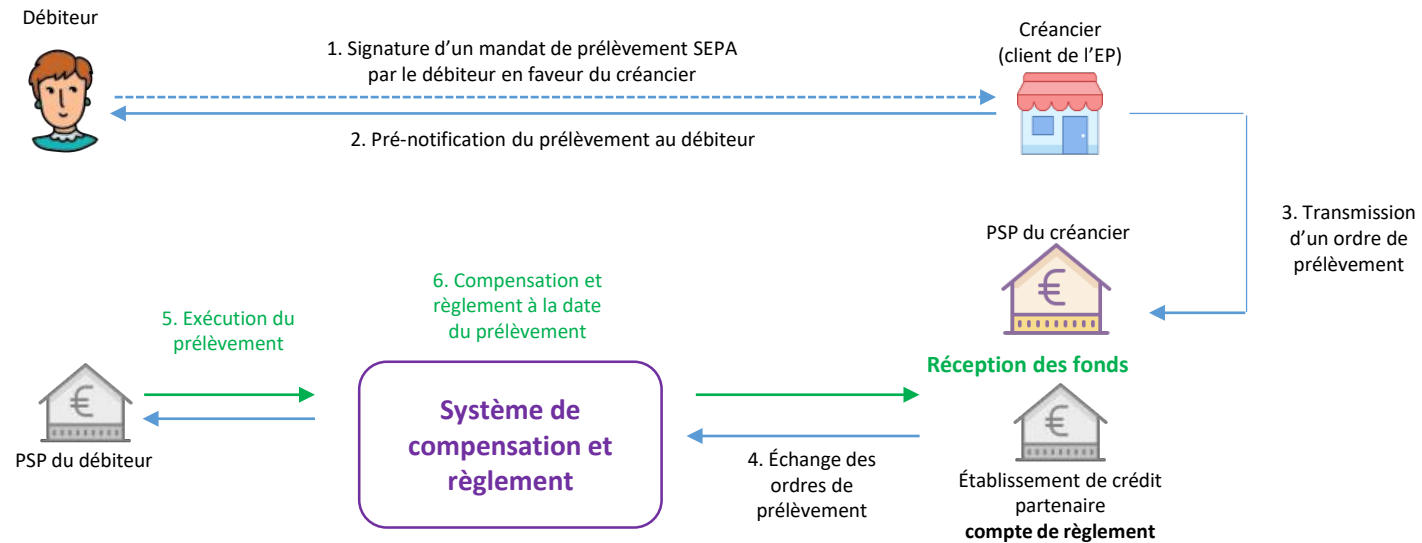 Débiteur
1. Signature d'un mandat de prélèvement SEPA
par le débiteur en faveur du créancier
Créancier
(client de l'EP)
2. Pré-notification du prélèvement au débiteur
3. Transmission
d'un ordre de
prélèvement
PSP du créancier
€
6. Compensation et
règlement à la date
du prélèvement
5. Exécution du
prélèvement
Réception des fonds
€
PSP du débiteur
Système de
compensation et
règlement
4. Échange des
ordres de
prélèvement
€
Établissement de crédit
partenaire
compte de règlement